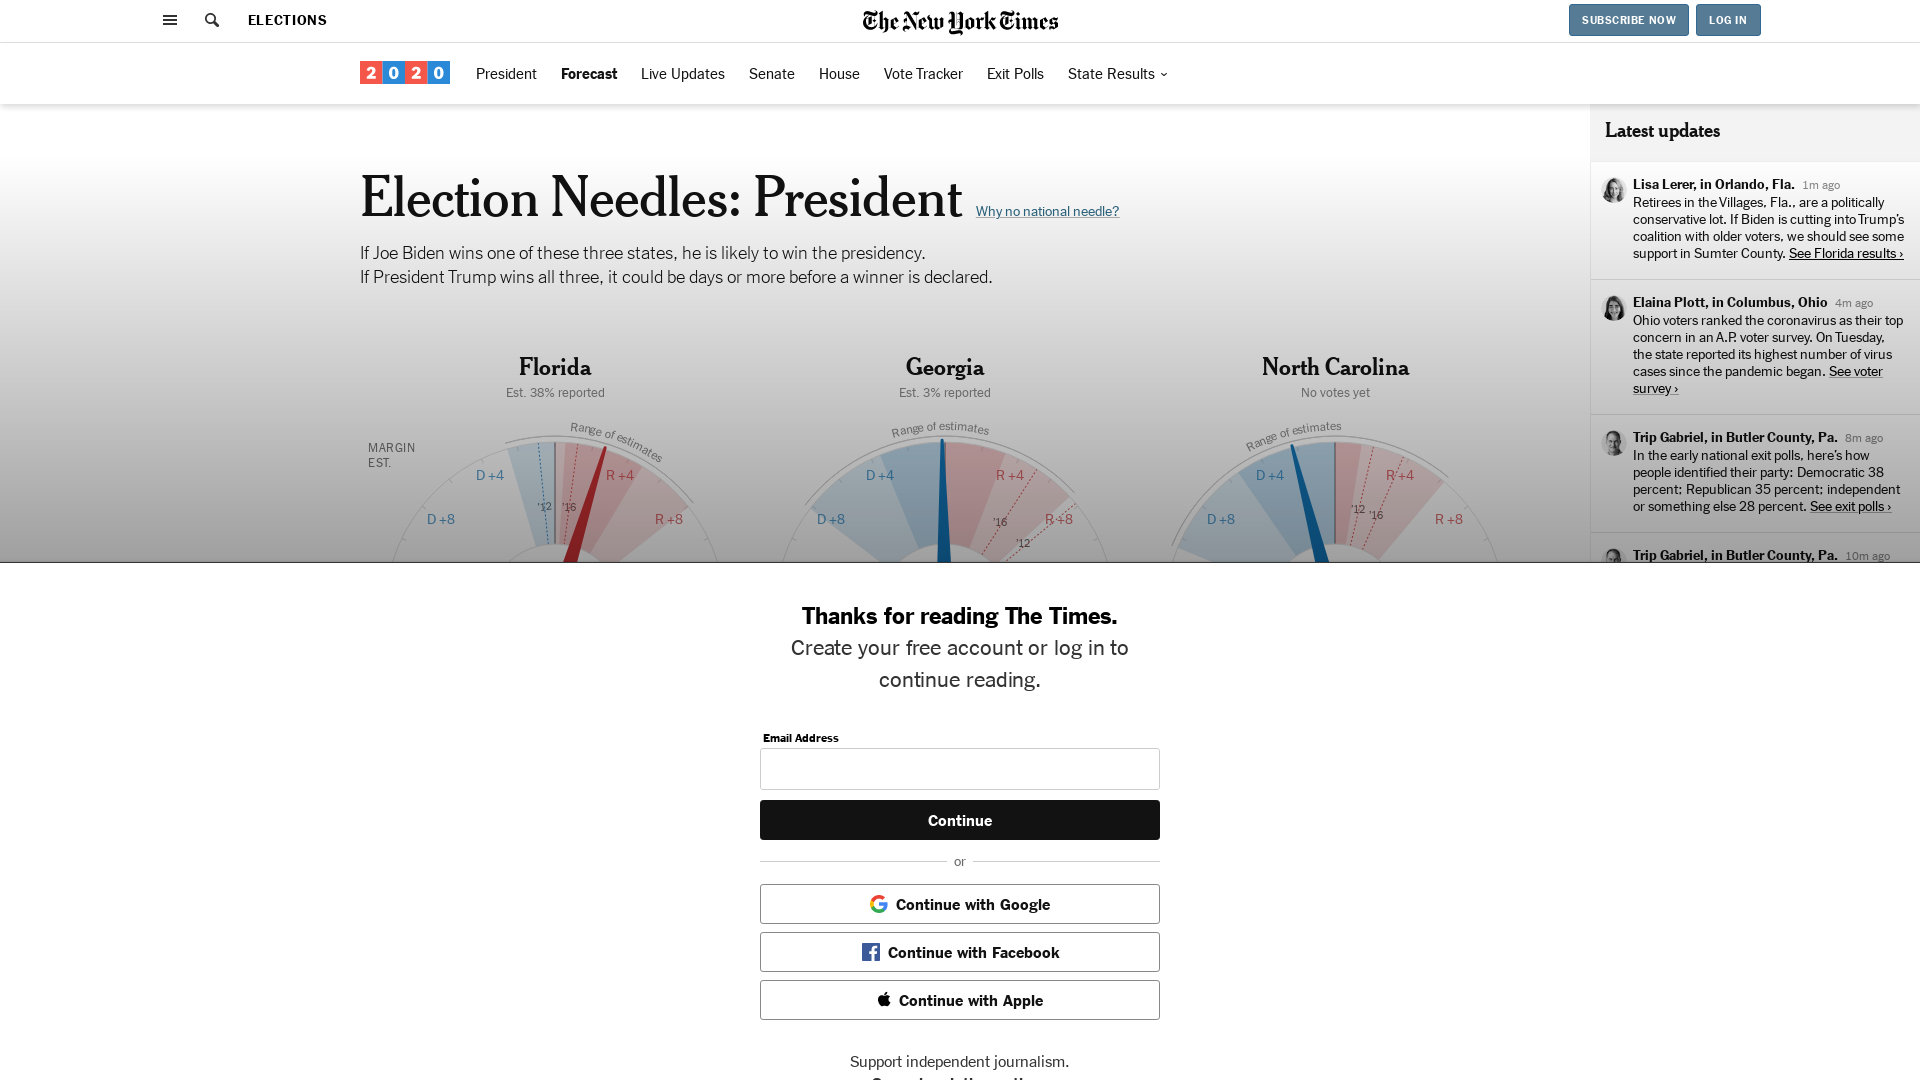 ELECTIONS
The New York Times
SUBSCRIBE NOW
LOG IN
2020
President
Forecast
Live Updates
Senate
House
Vote Tracker
Exit Polls
State Results
Election Needles: President
Why no national needle?
If Joe Biden wins one of these three states, he is likely to win the presidency.
If President Trump wins all three, it could be days or more before a winner is declared.
Florida
Est. 38% reported
MARGIN
EST.
Range of estimates
D +4
R +4
D +8
R +8
'12
'16
Georgia
Est. 3% reported
Range of estimates
D +4
R +4
D +8
R +8
'16
'12
North Carolina
No votes yet
Range of estimates
D +4
R +4
D +8
R +8
'12
'16
Latest updates
Lisa Lerer, in Orlando, Fla. 1m ago
Retirees in the Villages, Fla., are a politically
conservative lot. If Biden is cutting into Trump’s
coalition with older voters, we should see some
support in Sumter County. See Florida results ›
Elaina Plott, in Columbus, Ohio 4m ago
Ohio voters ranked the coronavirus as their top
concern in an A.P. voter survey. On Tuesday,
the state reported its highest number of virus
cases since the pandemic began. See voter
survey ›
Trip Gabriel, in Butler County, Pa. 8m ago
In the early national exit polls, here’s how
people identified their party: Democratic 38
percent; Republican 35 percent; independent
or something else 28 percent. See exit polls ›
Trip Gabriel, in Butler County, Pa. 10m ago
Thanks for reading The Times.
Create your free account or log in to
continue reading.
Email Address
Continue
or
Continue with Google
Continue with Facebook
Continue with Apple
Support independent journalism.